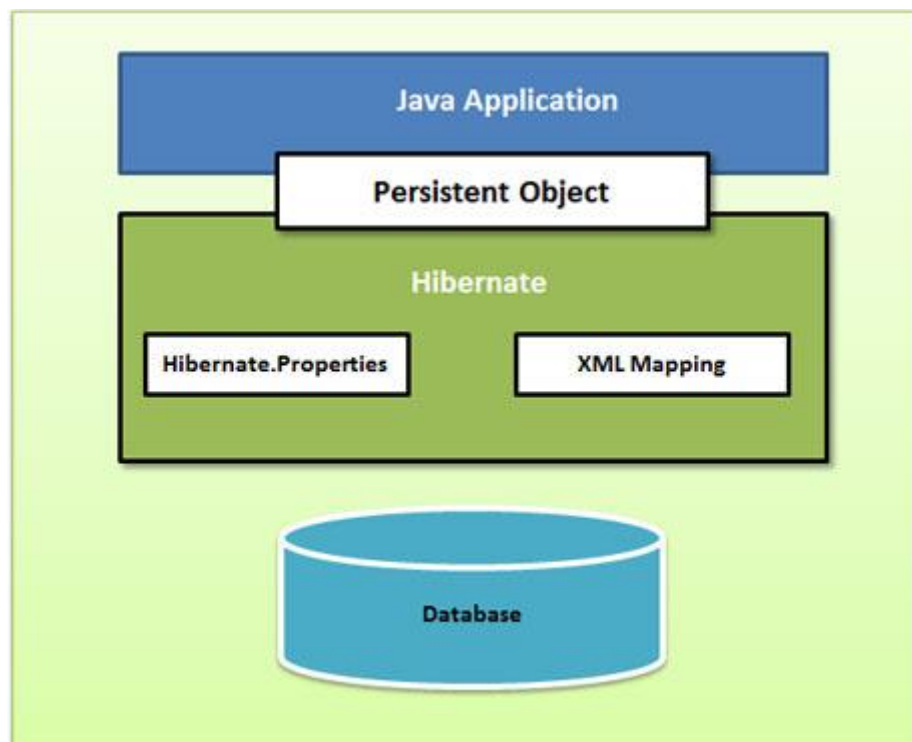 Java Application
Persistent Object
Hibernate
Hibernate.Properties
XML Mapping
Database